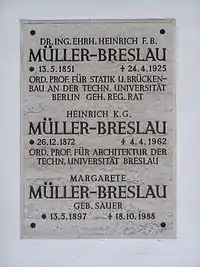 DR. ING. EHRH. HEINRICH F. B.
MÜLLER-BRESLAU
* 13.5.1851 ✝ 24.4.1925
ORD. PROF. FÜR STATIK U. BRÜCKEN-
BAU AN DER TECHN. UNIVERSITÄT
BERLIN GEH. REG. RAT
HEINRICH K.G.
MÜLLER-BRESLAU
* 26.12.1872 ✝ 4.4.1962
ORD. PROF. FÜR ARCHITEKTUR DER
TECHN. UNIVERSITÄT BRESLAU
MARGARETE
MÜLLER-BRESLAU
GEB. SAUER
* 13.5.1897 ✝ 18.10.1988